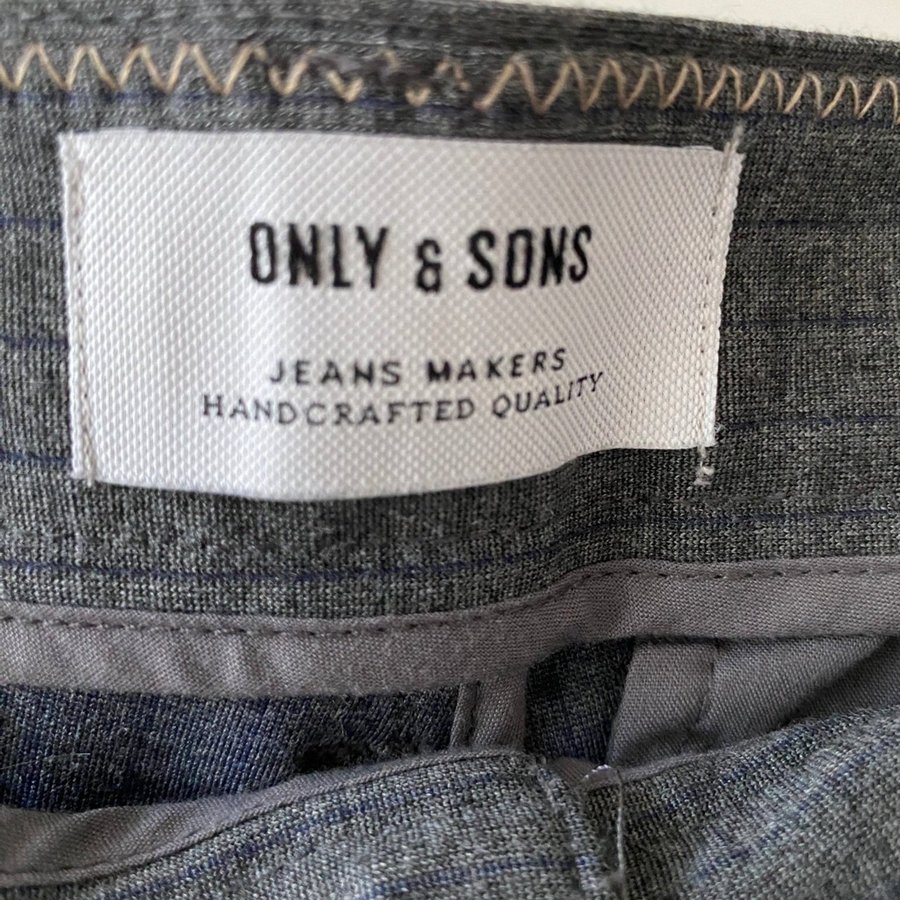 ONLY & SONS
JEANS MAKERS
HANDCRAFTED QUALITY